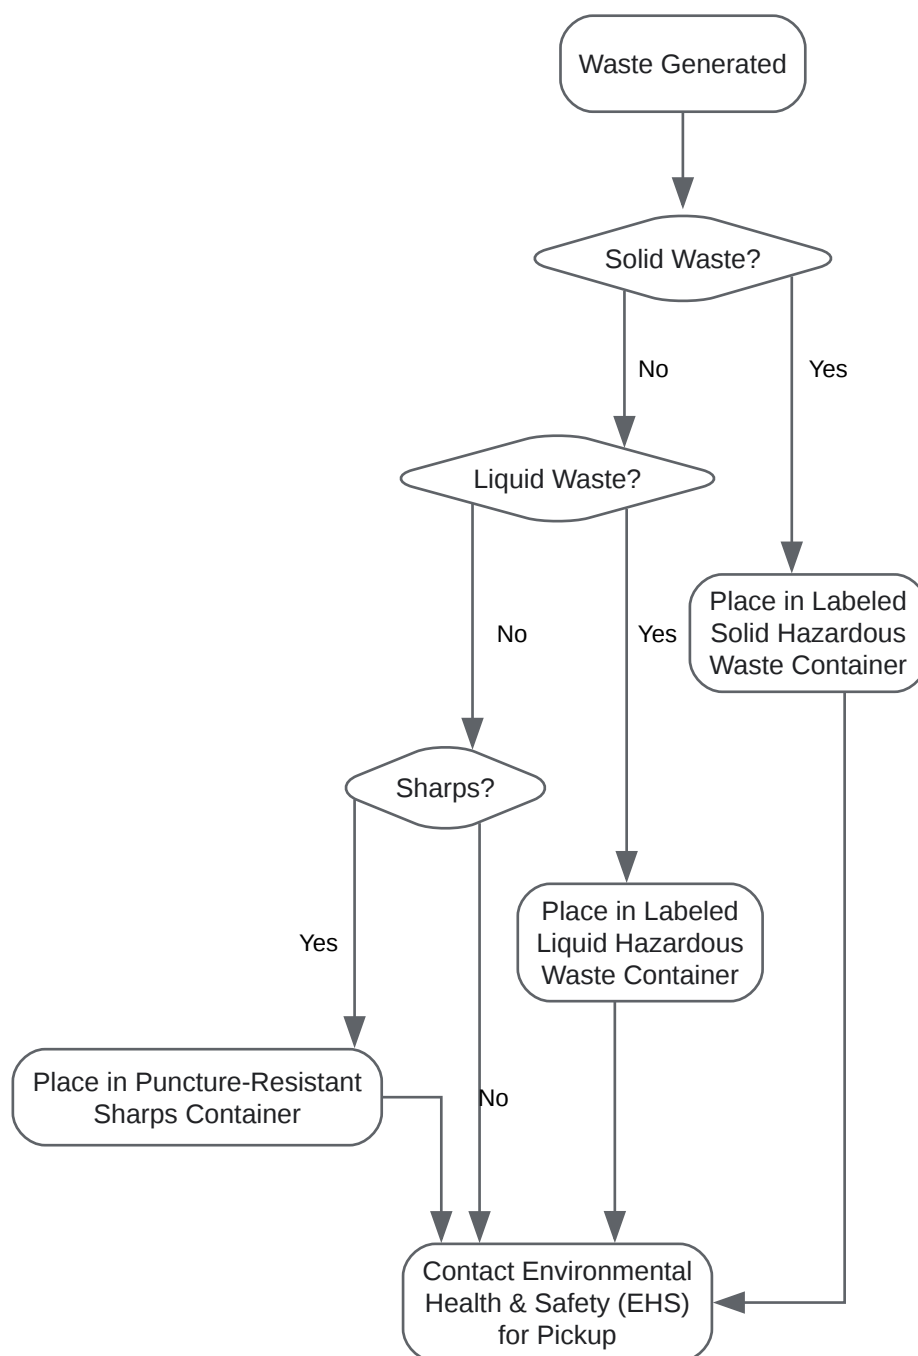 Waste Generated
Solid Waste?
No
Yes
Liquid Waste?
No
Yes
Place in Labeled
Solid Hazardous
Waste Container
Sharps?
Yes
Place in Labeled
Liquid Hazardous
Waste Container
Place in Puncture-Resistant
Sharps Container
No
Contact Environmental
Health & Safety (EHS)
for Pickup